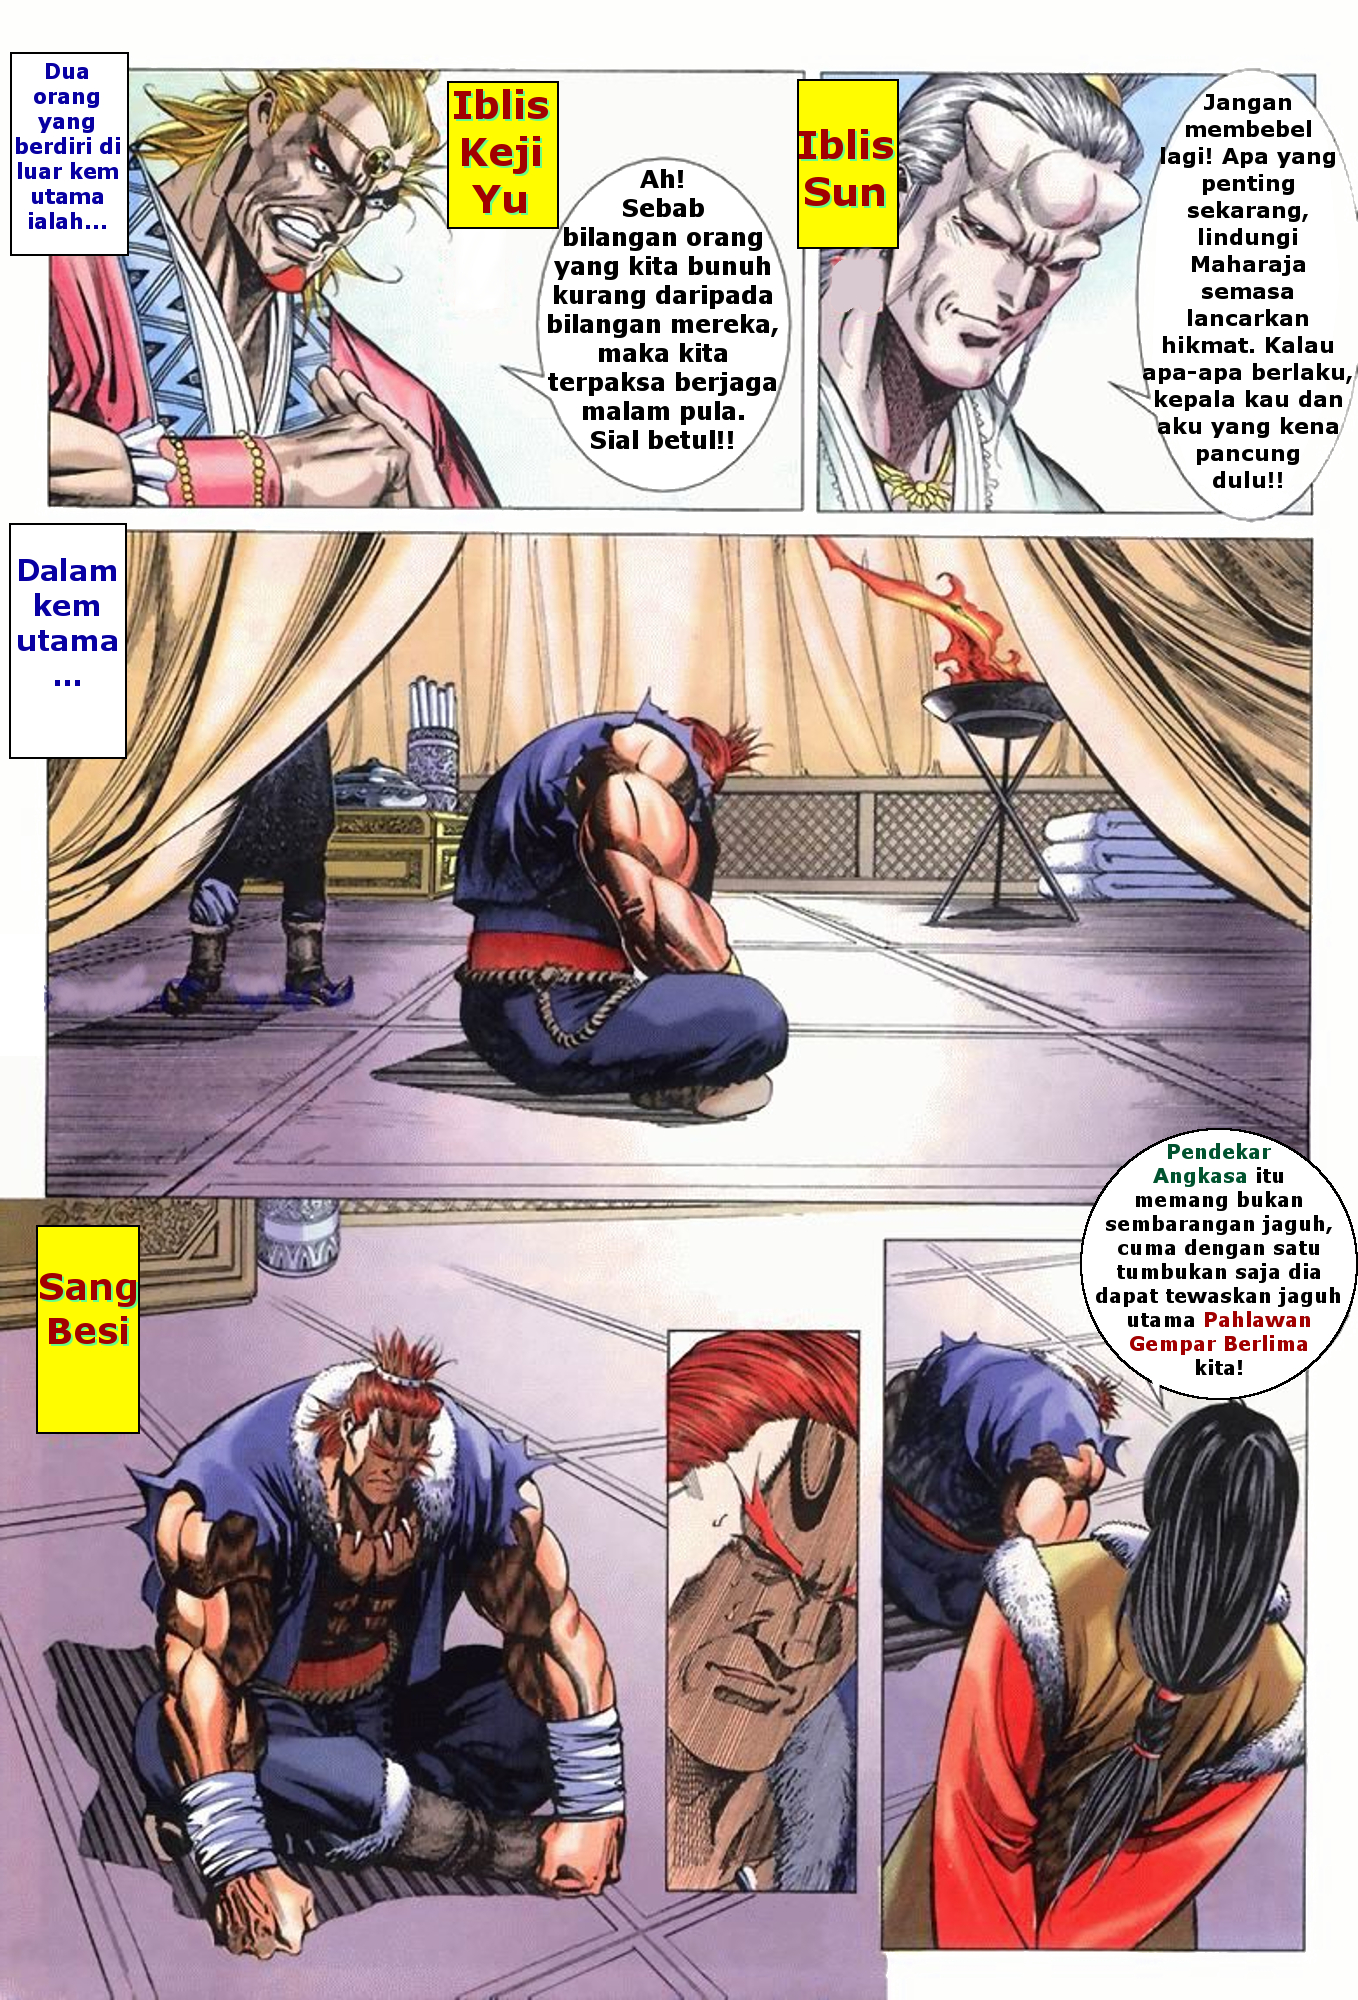 Dua
orang
yang
berdiri di
luar kem
utama
ialah...
Iblis
Keji
Yu
Ah!
Sebab
bilangan orang
yang kita bunuh
kurang daripada
bilangan mereka,
maka kita
terpaksa berjaga
malam pula.
Sial betul!!
Iblis
Sun
Jangan
membebel
lagi! Apa yang
penting
sekarang,
lindungi
Maharaja
semasa
lancarkan
hikmat. Kalau
apa-apa berlaku,
kepala kau dan
aku yang kena
pancung
dulu!!
Dalam
kem
utama
...
Sang
Besi
Pendekar
Angkasa itu
memang bukan
sembarangan jaguh,
cuma dengan satu
tumbukan saja dia
dapat tewaskan jaguh
utama Pahlawan
Gempar Berlima
kita!